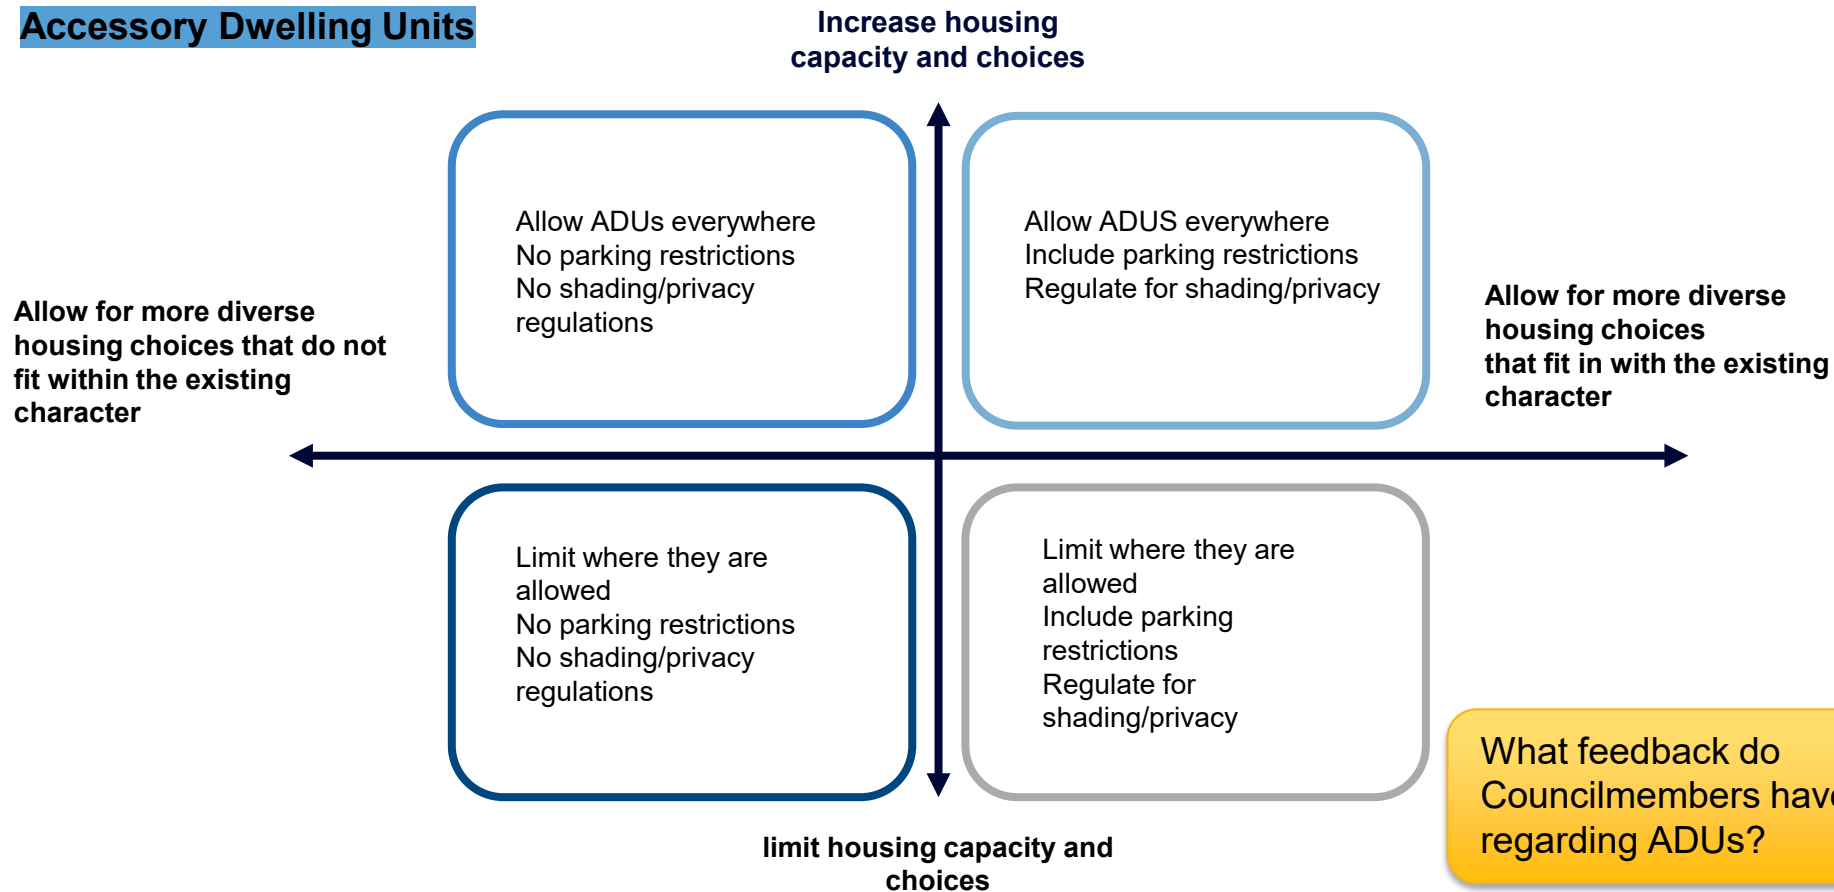 Accessory Dwelling Units
Increase housing
capacity and choices
Allow ADUs everywhere
No parking restrictions
No shading/privacy
regulations
Allow ADUS everywhere
Include parking restrictions
Regulate for shading/privacy
Allow for more diverse
housing choices that do not
fit within the existing
character
Allow for more diverse
housing choices
that fit in with the existing
character
Limit where they are
allowed
No parking restrictions
No shading/privacy
regulations
Limit where they are
allowed
Include parking
restrictions
Regulate for
shading/privacy
What feedback do
Councilmembers have
regarding ADUs?
limit housing capacity and
choices